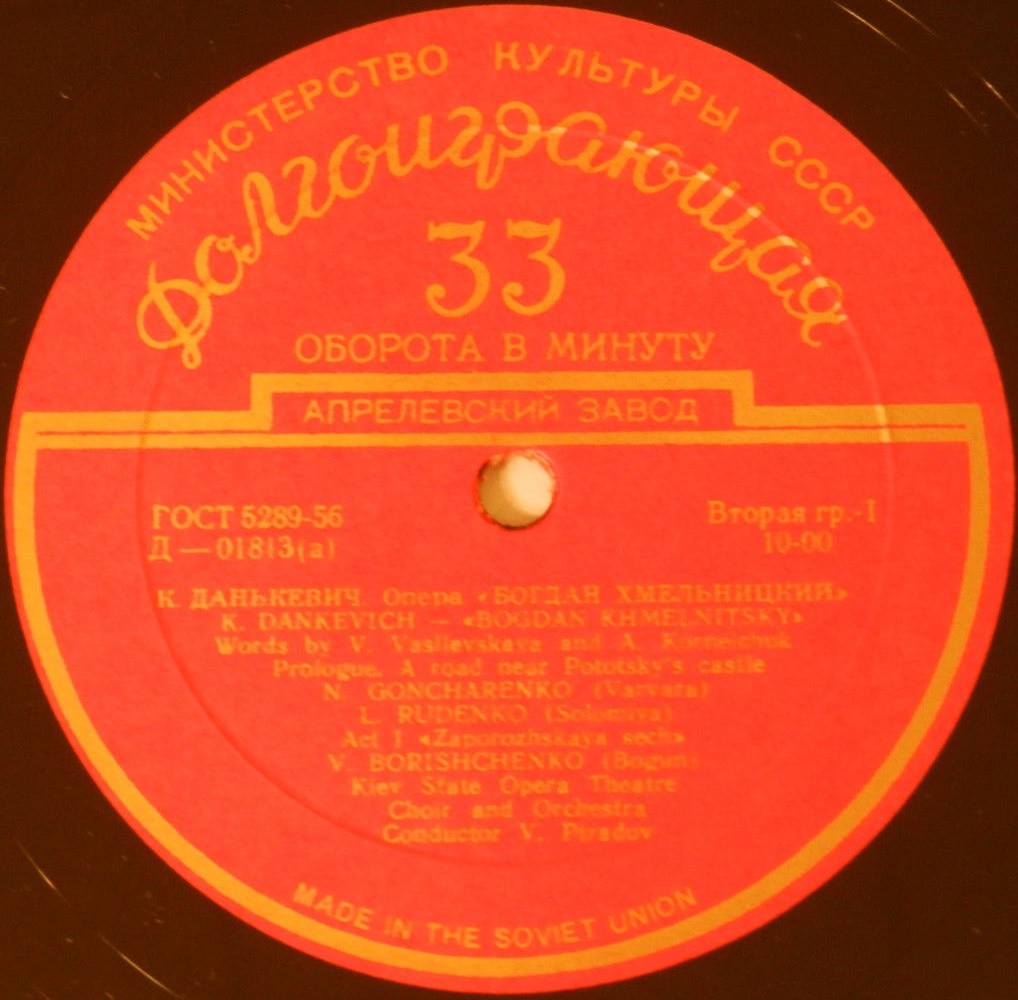 МИНИСТЕРСТВО КУЛЬТУРЫ СССР
Долгоиграющая
33
ОБОРОТА В МИНУТУ
АПРЕЛЕВСКИЙ ЗАВОД
ГОСТ 5289-56
Д — 01813(а)
Вторая гр.-1
10-00
К. ДАНЬКЕВИЧ. Опера «БОГДАН ХМЕЛЬНИЦКИЙ»
K. DANKEVICH — «BOGDAN KHMELNITSKY»
Words by V. Vasilevskaya and A. Korneichuk
Prologue. A road near Pototsky's castle
N. GONCHARENKO (Varvara)
L. RUDENKO (Solomiya)
Act I «Zaporozhskaya sech»
V. BORISHCHENKO (Bogun)
Kiev State Opera Theatre
Choir and Orchestra
Conductor V. Piradov
MADE IN THE SOVIET UNION